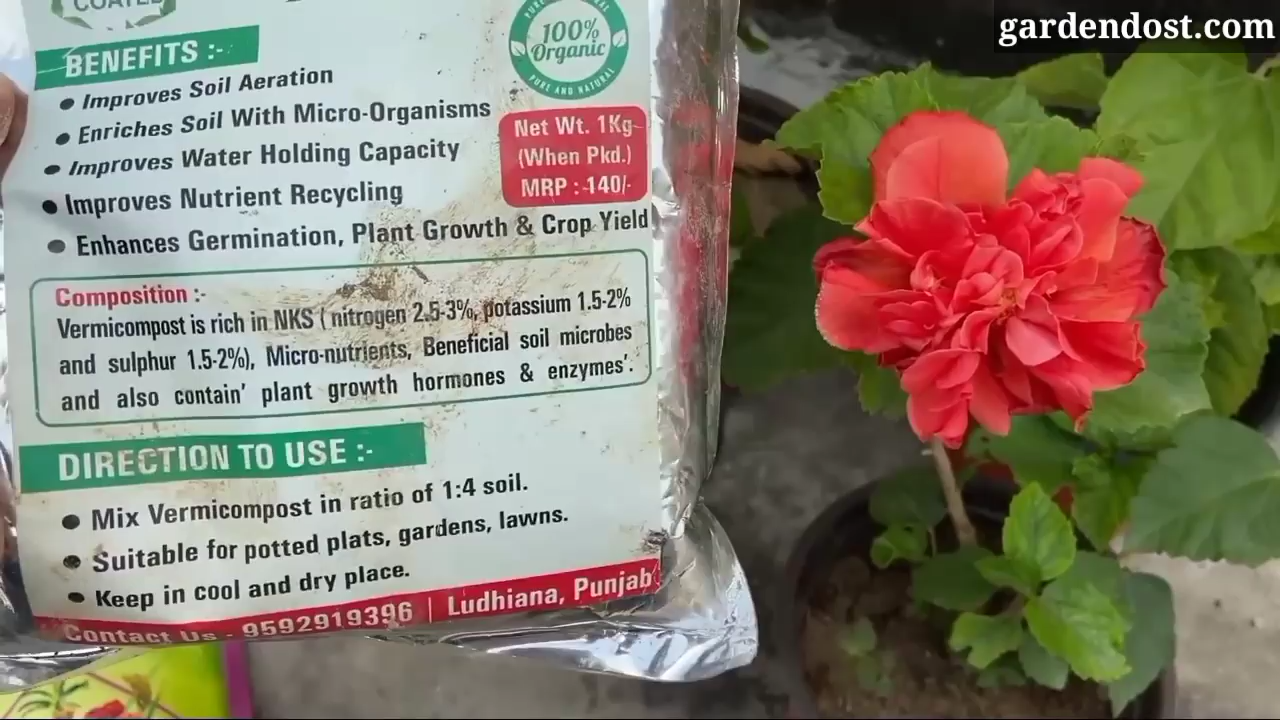 gardendost.com
COATED
BENEFITS :-
• Improves Soil Aeration
• Enriches Soil With Micro-Organisms
• Improves Water Holding Capacity
• Improves Nutrient Recycling
• Enhances Germination, Plant Growth & Crop Yield
100%
Organic
PURE AND NATURAL
Net Wt. 1Kg
(When Pkd.)
MRP : 140/-
Composition :-
Vermicompost is rich in NKS ( nitrogen 2.5-3%, potassium 1.5-2%
and sulphur 1.5-2%), Micro-nutrients, Beneficial soil microbes
and also contain' plant growth hormones & enzymes'.
DIRECTION TO USE :-
• Mix Vermicompost in ratio of 1:4 soil.
• Suitable for potted plats, gardens, lawns.
• Keep in cool and dry place.
Contact Us - 9592919396 | Ludhiana, Punjab